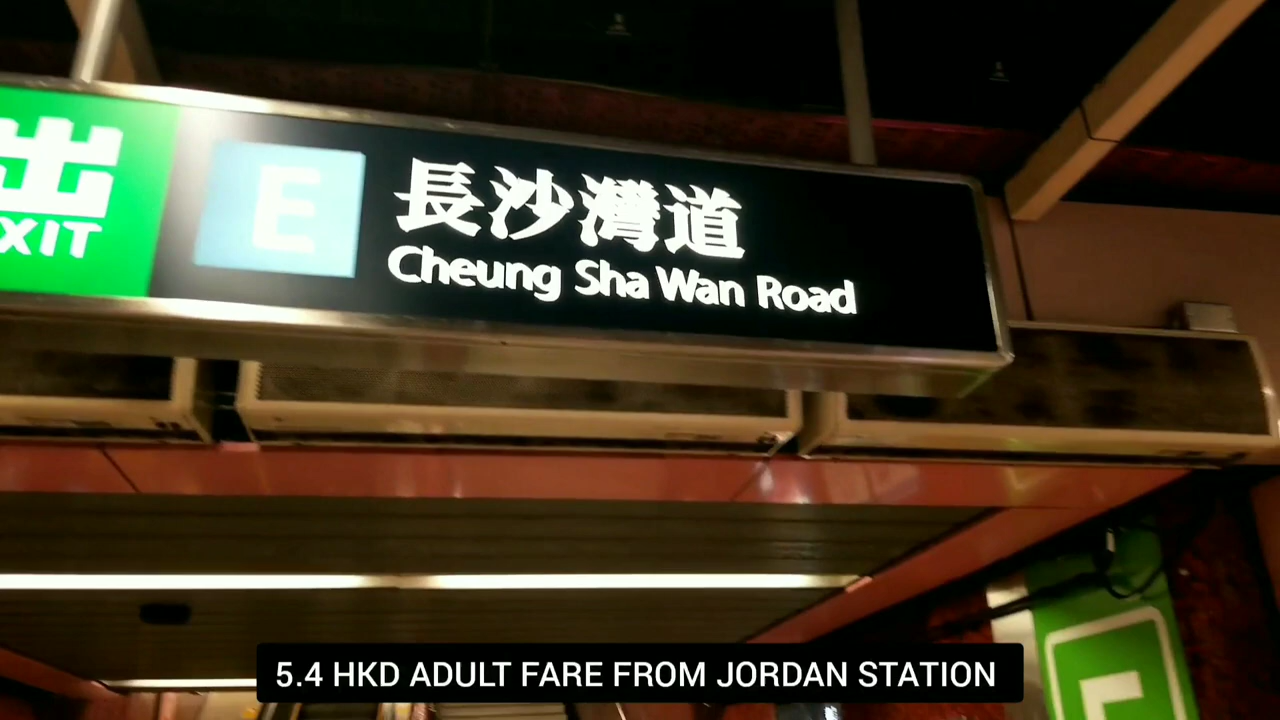 出
EXIT
E
長沙灣道
Cheung Sha Wan Road
5.4 HKD ADULT FARE FROM JORDAN STATION